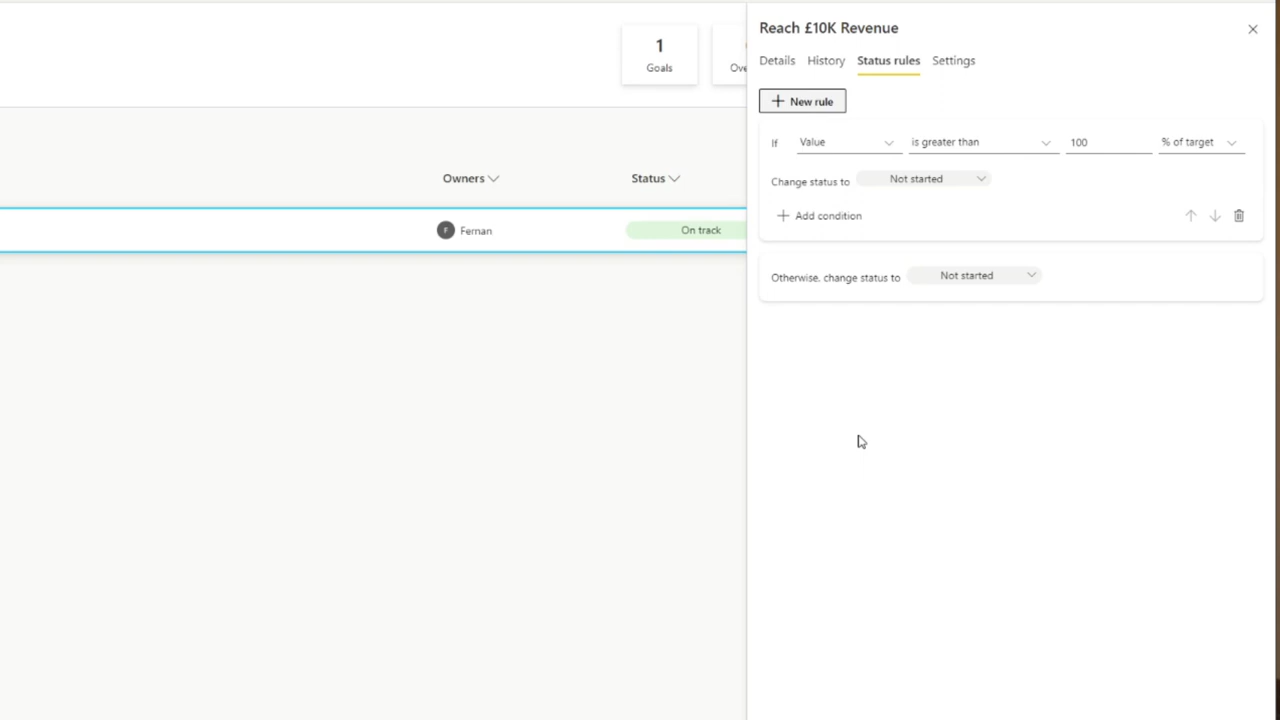 Reach £10K Revenue
Details History Status rules Settings
New rule
1
Goals
If Value is greater than 100 % of target
Change status to Not started
Add condition
Otherwise, change status to Not started
Owners Status
F Fernan On track